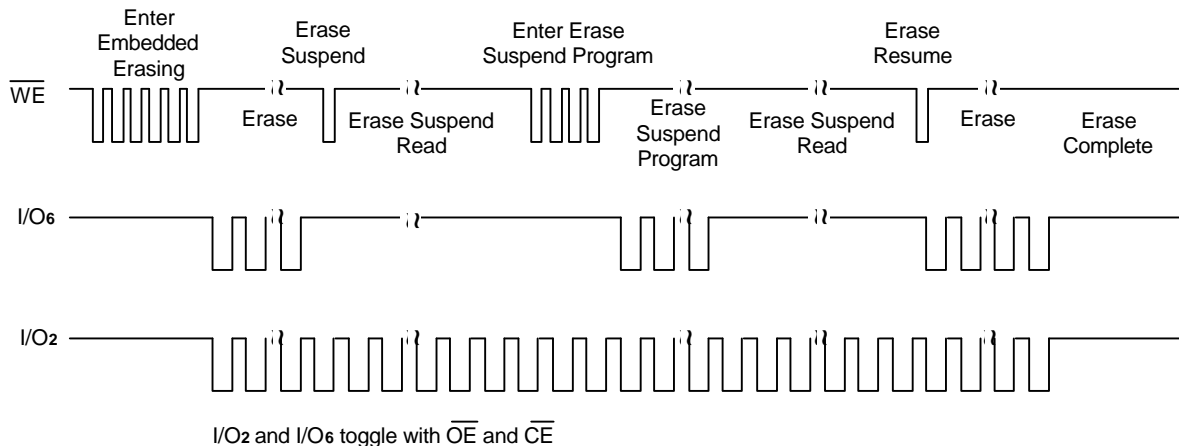 Enter
Embedded
Erasing
Erase
Suspend
Enter Erase
Suspend Program
Erase
Resume
WE
Erase
Erase Suspend
Read
Erase
Suspend
Program
Erase Suspend
Read
Erase
Erase
Complete
I/O6
I/O2
I/O2 and I/O6 toggle with OE and CE